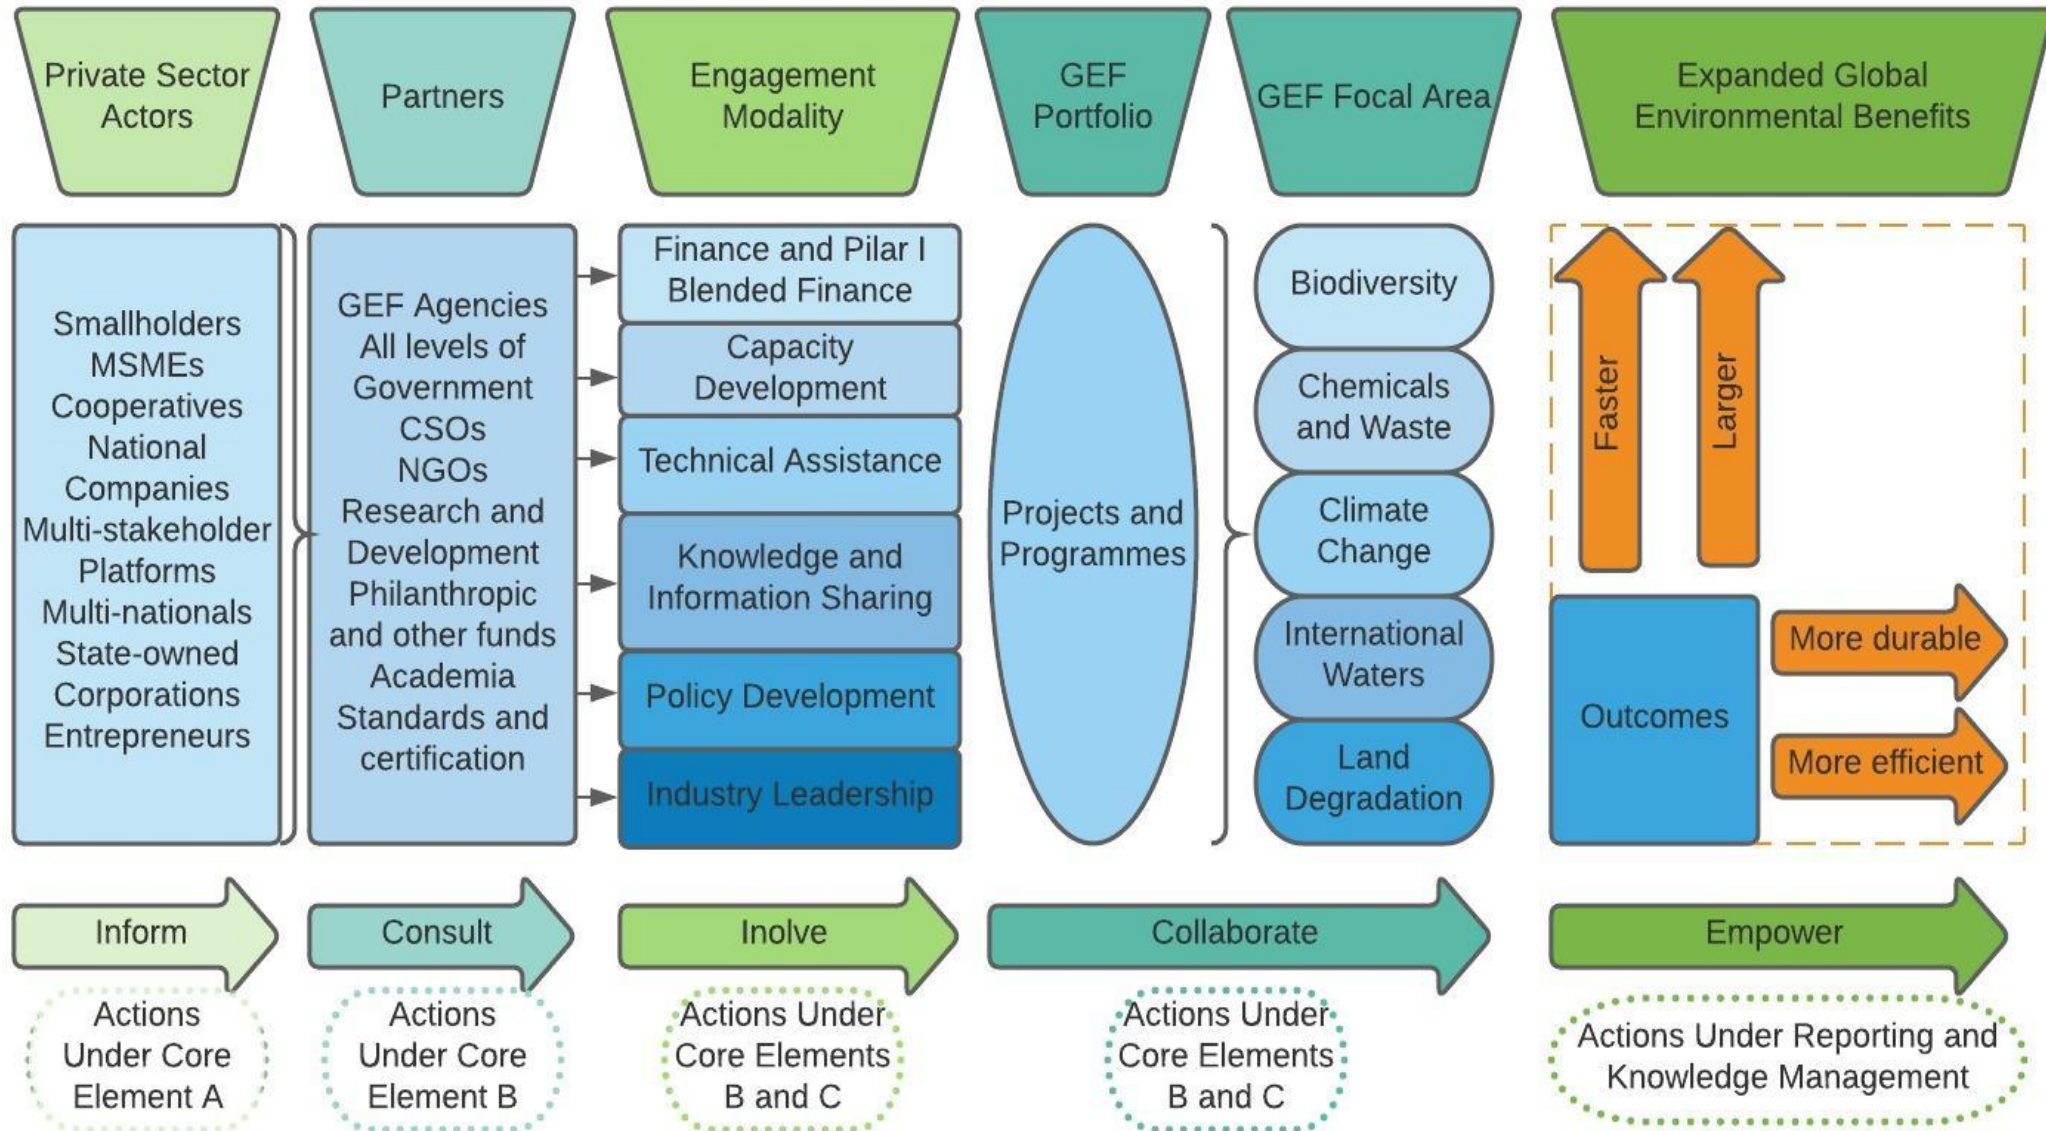 Private Sector
Actors
Partners
Engagement
Modality
GEF
Portfolio
GEF Focal Area
Expanded Global
Environmental Benefits
Smallholders
MSMEs
Cooperatives
National
Companies
Multi-stakeholder
Platforms
Multi-nationals
State-owned
Corporations
Entrepreneurs
GEF Agencies
All levels of
Government
CSOs
NGOs
Research and
Development
Philanthropic
and other funds
Academia
Standards and
certification
Finance and Pilar I
Blended Finance
Capacity
Development
Technical Assistance
Knowledge and
Information Sharing
Policy Development
Industry Leadership
Projects and
Programmes
Biodiversity
Chemicals
and Waste
Climate
Change
International
Waters
Land
Degradation
Faster
Larger
Outcomes
More durable
More efficient
Inform
Consult
Inolve
Collaborate
Empower
Actions
Under Core
Element A
Actions
Under Core
Element B
Actions Under
Core Elements
B and C
Actions Under
Core Elements
B and C
Actions Under Reporting and
Knowledge Management